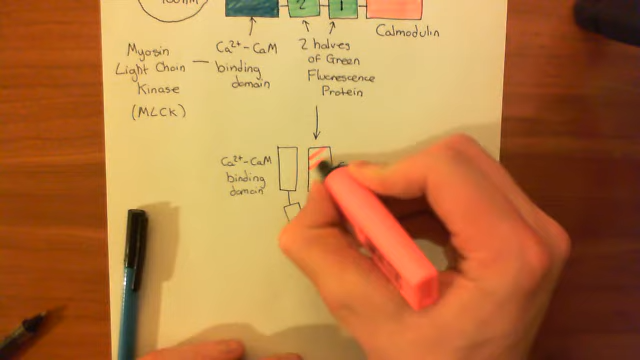 2
1
Calmodulin
Myosin
Light Chain
Kinase
(MLCK)
Ca²⁺-CaM
binding
domain
2 halves
of Green
Fluorescence
Protein
Ca²⁺-CaM
binding
domain